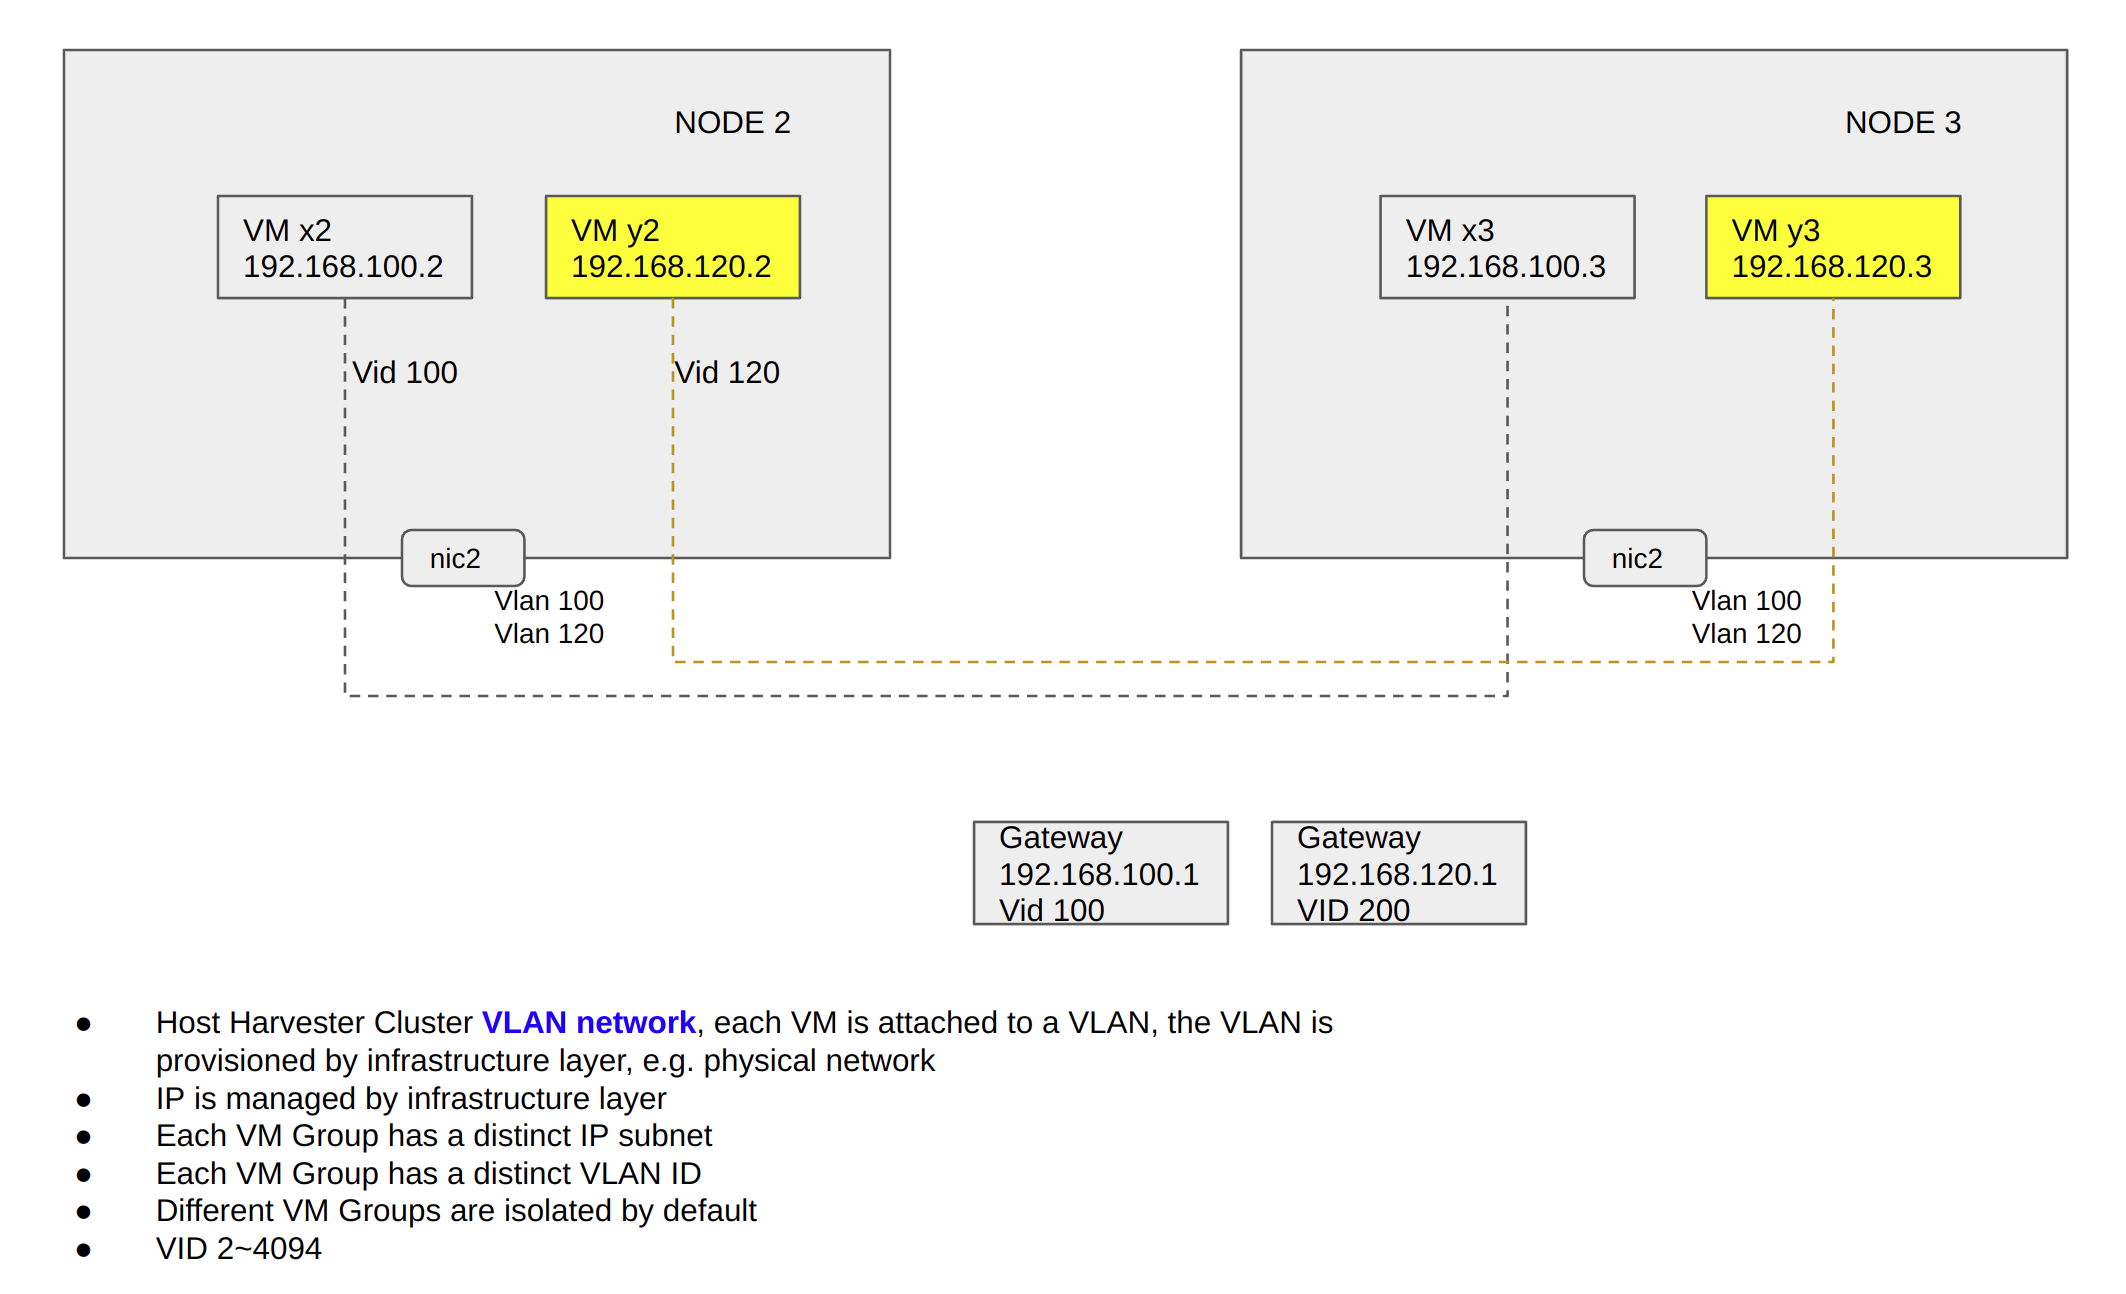 NODE 2
VM x2
192.168.100.2
VM y2
192.168.120.2
Vid 100
Vid 120
nic2
Vlan 100
Vlan 120
NODE 3
VM x3
192.168.100.3
VM y3
192.168.120.3
nic2
Vlan 100
Vlan 120
Gateway
192.168.100.1
Vid 100
Gateway
192.168.120.1
VID 200
● Host Harvester Cluster VLAN network, each VM is attached to a VLAN, the VLAN is
provisioned by infrastructure layer, e.g. physical network
● IP is managed by infrastructure layer
● Each VM Group has a distinct IP subnet
● Each VM Group has a distinct VLAN ID
● Different VM Groups are isolated by default
● VID 2~4094